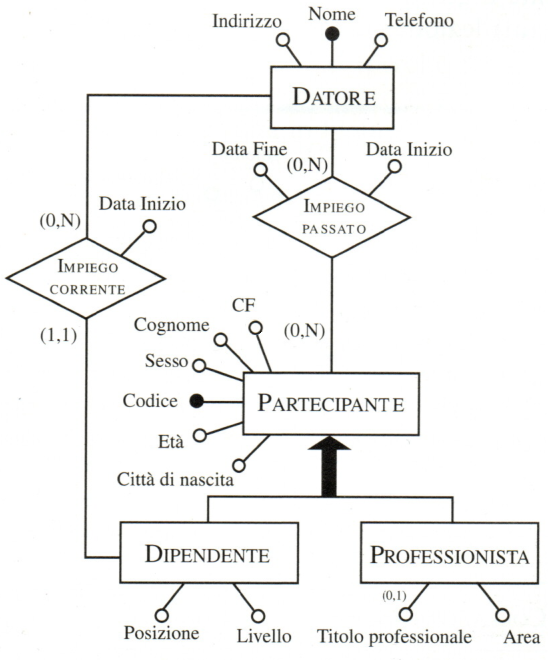 Nome
Indirizzo
Telefono
DATORE
Data Fine
(0,N)
Data Inizio
IMPIEGO
PASSATO
(0,N)
Data Inizio
IMPIEGO
CORRENTE
(1,1)
CF
Cognome
(0,N)
Sesso
Codice
PARTECIPANTE
Età
Città di nascita
DIPENDENTE
PROFESSIONISTA
(0,1)
Posizione
Livello
Titolo professionale
Area